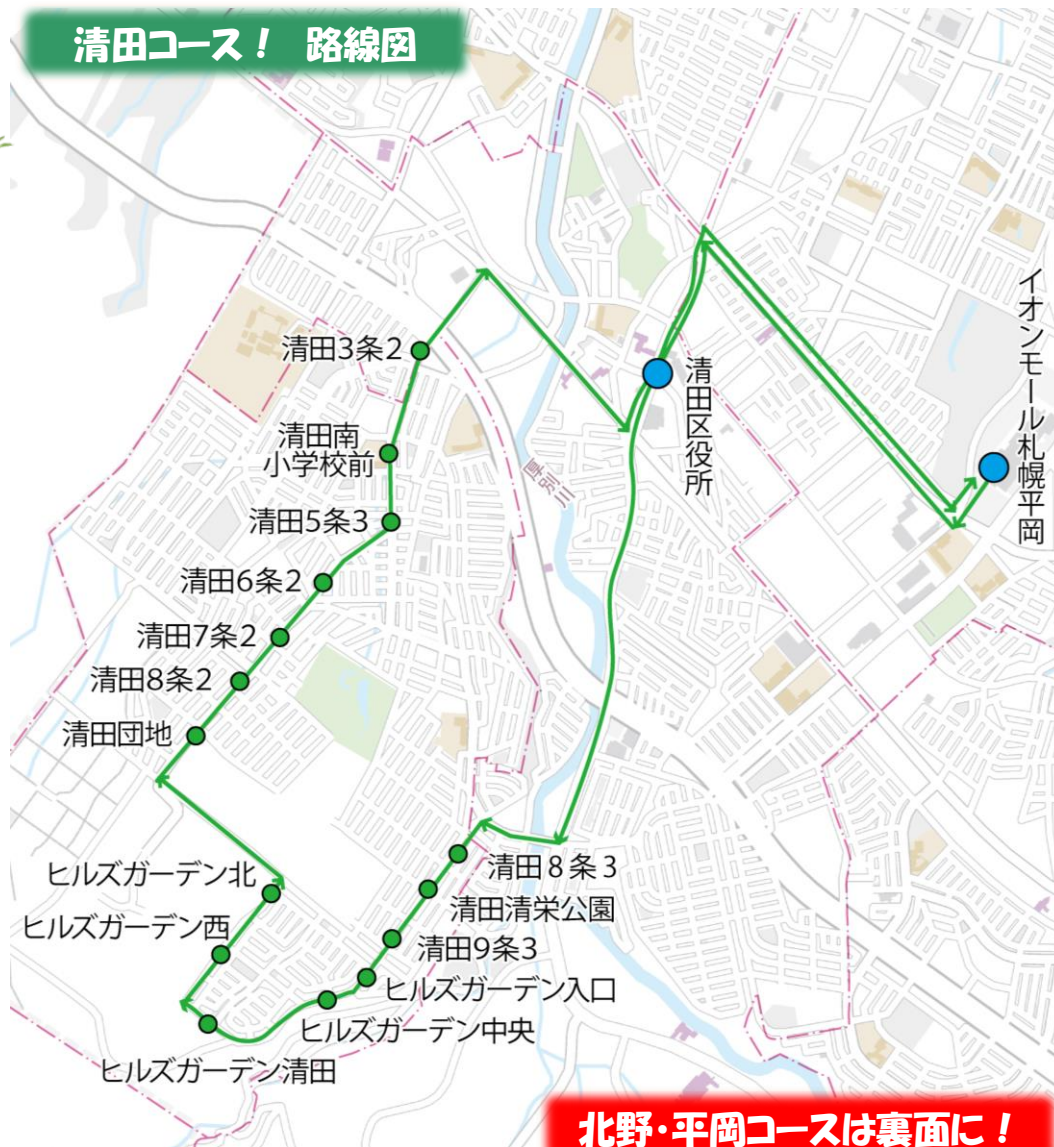 清田コース！ 路線図
清田3条2
清田南
小学校前
清田5条3
清田6条2
清田7条2
清田8条2
清田団地
ヒルズガーデン北
ヒルズガーデン西
ヒルズガーデン清田
ヒルズガーデン中央
ヒルズガーデン入口
清田9条3
清田清栄公園
清田８条３
厚別川
清田区役所
イオンモール札幌平岡
北野・平岡コースは裏面に！